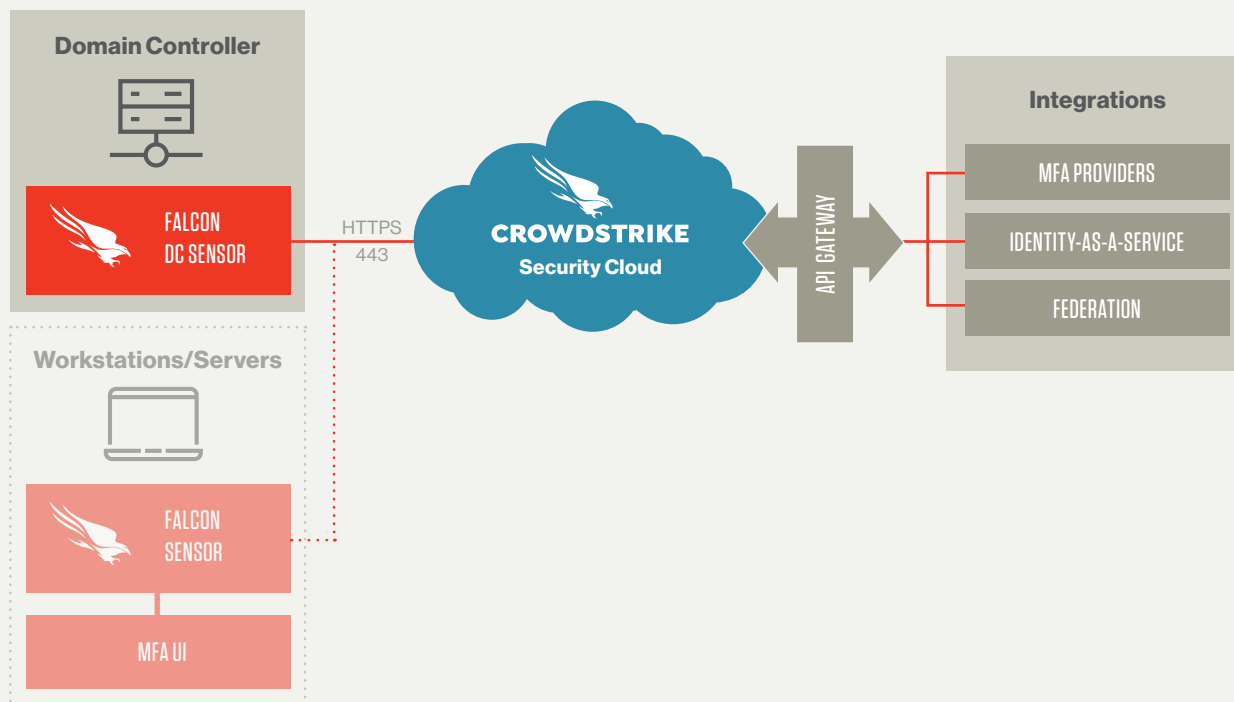 Domain Controller
FALCON
DC SENSOR
HTTPS
443
CROWDSTRIKE
Security Cloud
API GATEWAY
Integrations
MFA PROVIDERS
IDENTITY-AS-A-SERVICE
FEDERATION
Workstations/Servers
FALCON
SENSOR
MFA UI